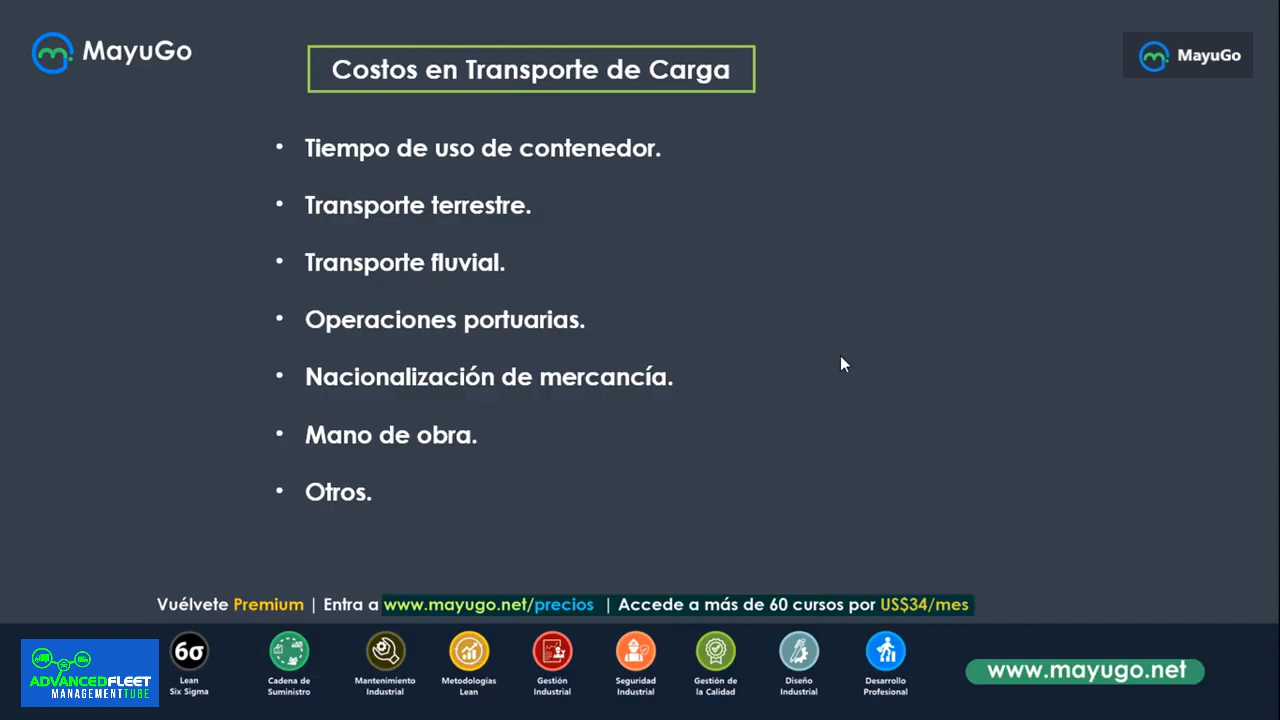 MayuGo
MayuGo
Costos en Transporte de Carga
• Tiempo de uso de contenedor.
• Transporte terrestre.
• Transporte fluvial.
• Operaciones portuarias.
• Nacionalización de mercancía.
• Mano de obra.
• Otros.
Vuélvete Premium | Entra a www.mayugo.net/precios | Accede a más de 60 cursos por US$34/mes
ADVANCEDFLEET
MANAGEMENTTUBE
6σ
Lean
Six Sigma
Cadena de
Suministro
Mantenimiento
Industrial
Metodologías
Lean
Gestión
Industrial
Seguridad
Industrial
Gestión de
la Calidad
Diseño
Industrial
Desarrollo
Profesional
www.mayugo.net